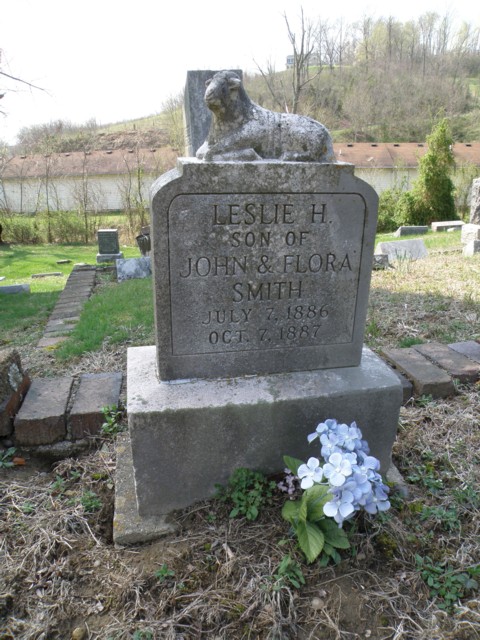 LESLIE H.
SON OF
JOHN & FLORA
SMITH
JULY 7, 1886
OCT. 7, 1887